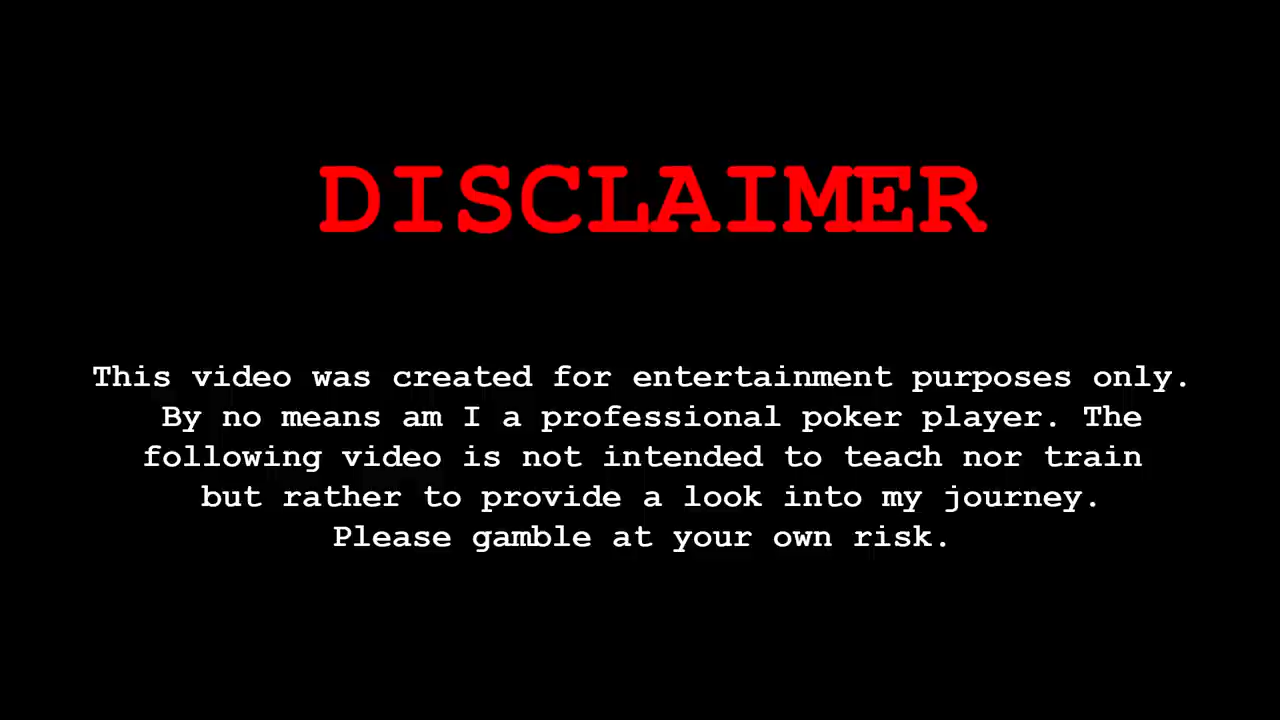 DISCLAIMER
This video was created for entertainment purposes only.
By no means am I a professional poker player. The
following video is not intended to teach nor train
but rather to provide a look into my journey.
Please gamble at your own risk.